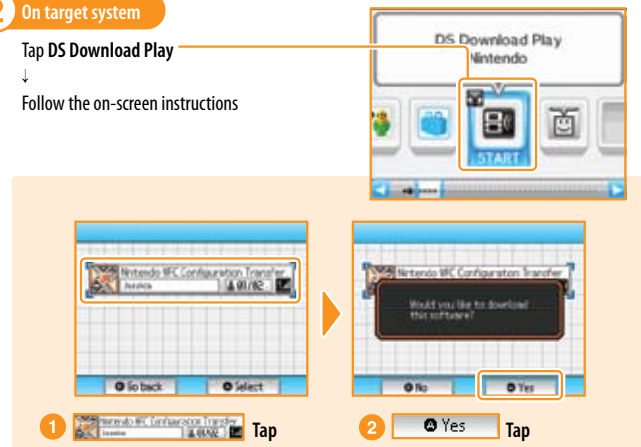 2 On target system
Tap DS Download Play
↓
Follow the on-screen instructions
DS Download Play
Nintendo
START
Nintendo WFC Configuration Transfer
Jessica 01/02
B Go back A Select
Nintendo WFC Configuration Transfer
Would you like to download
this software?
B No A Yes
1 Nintendo WFC Configuration Transfer Tap
01/02
2 A Yes Tap